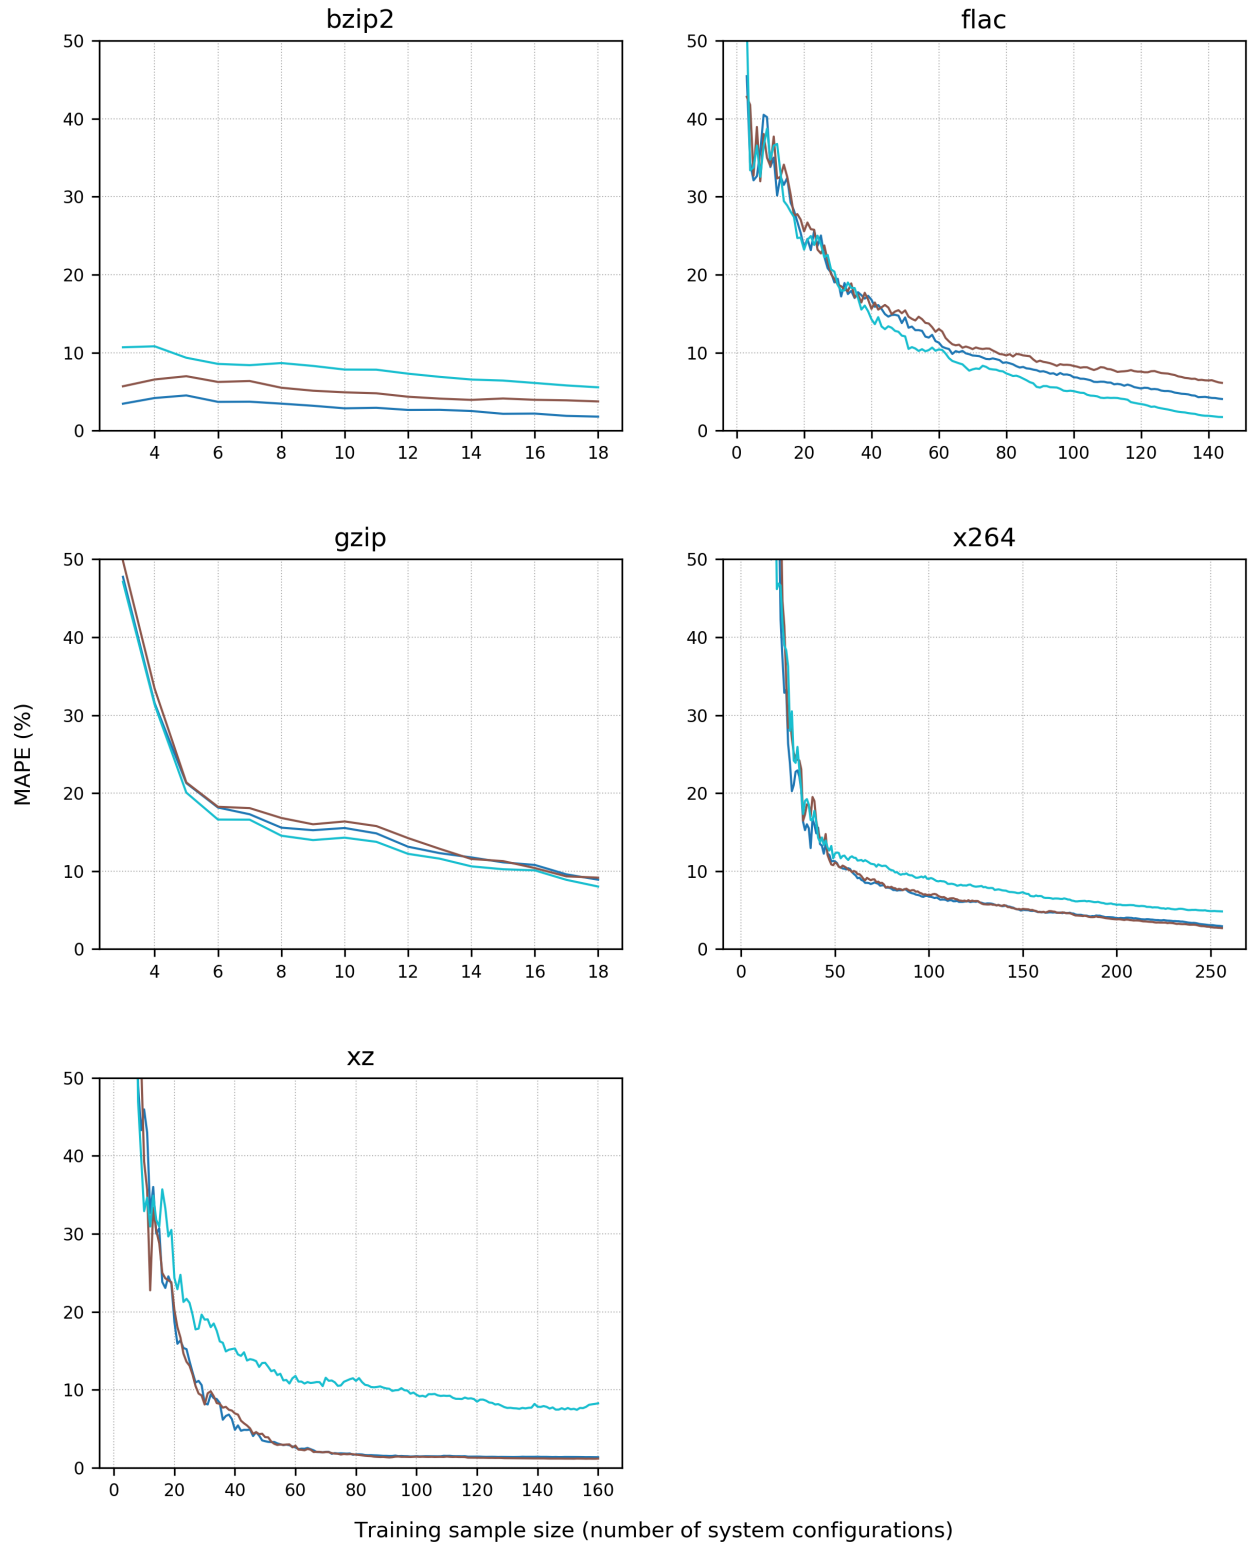 bzip2
50
40
30
20
10
0
4 6 8 10 12 14 16 18
flac
50
40
30
20
10
0
0 20 40 60 80 100 120 140
gzip
50
40
30
20
10
0
4 6 8 10 12 14 16 18
x264
50
40
30
20
10
0
0 50 100 150 200 250
MAPE (%)
xz
50
40
30
20
10
0
0 20 40 60 80 100 120 140 160
Training sample size (number of system configurations)